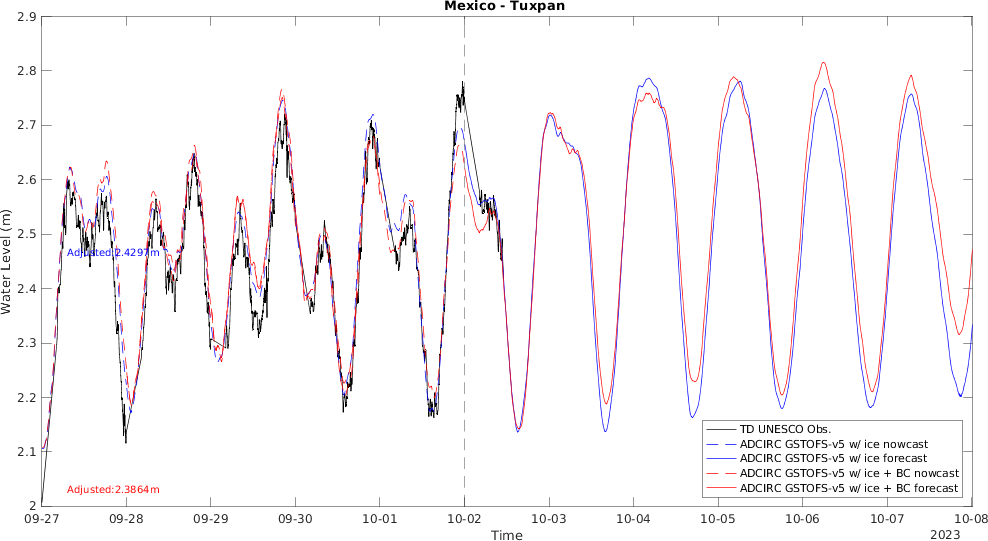 Mexico - Tuxpan
Water Level (m)
2.9
2.8
2.7
2.6
2.5
2.4
2.3
2.2
2.1
2
Adjusted:2.4297m
Adjusted:2.3864m
TD UNESCO Obs.
ADCIRC GSTOFS-v5 w/ ice nowcast
ADCIRC GSTOFS-v5 w/ ice forecast
ADCIRC GSTOFS-v5 w/ ice + BC nowcast
ADCIRC GSTOFS-v5 w/ ice + BC forecast
09-27 09-28 09-29 09-30 10-01 10-02 10-03 10-04 10-05 10-06 10-07 10-08
Time
2023